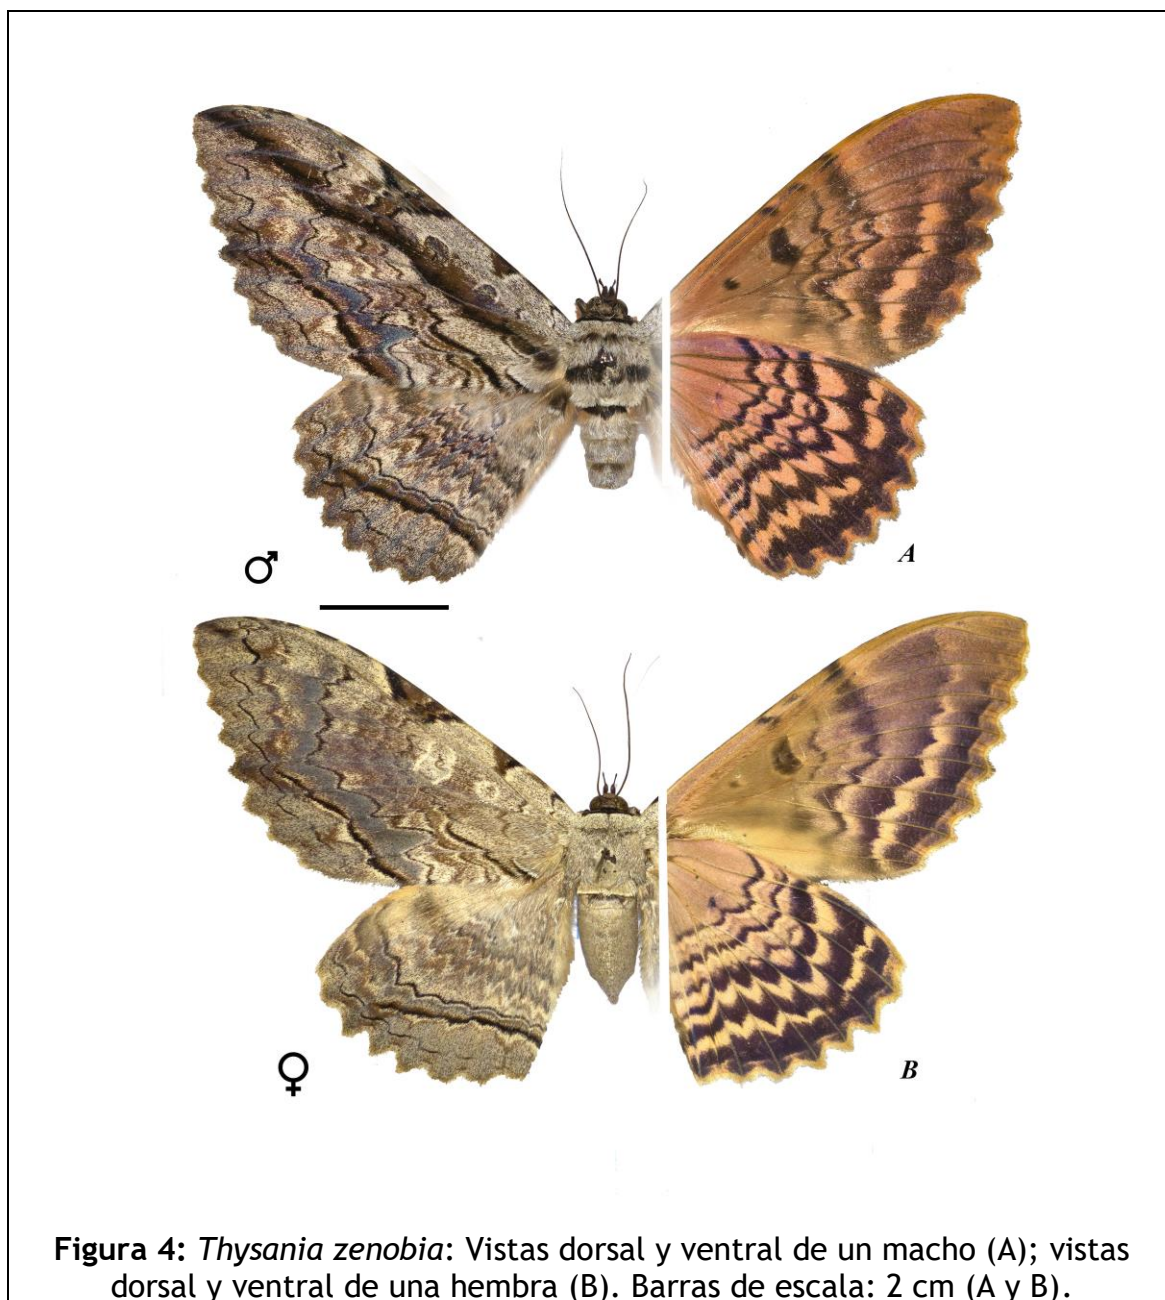 ♂
A
♀
B
Figura 4: Thysania zenobia: Vistas dorsal y ventral de un macho (A); vistas
dorsal y ventral de una hembra (B). Barras de escala: 2 cm (A y B).